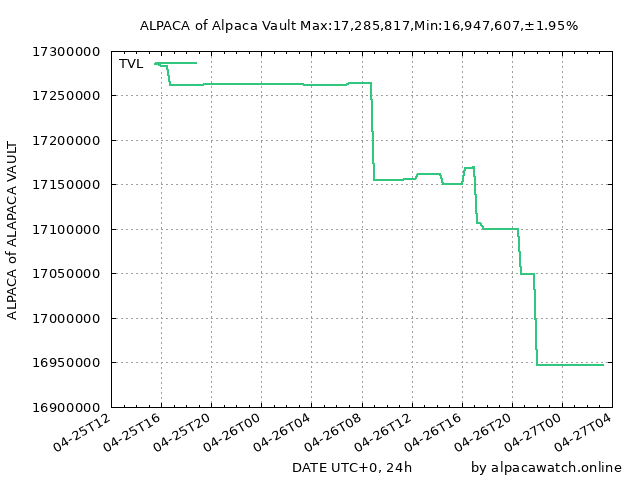 ALPACA of Alpaca Vault Max:17,285,817,Min:16,947,607,±1.95%
TVL
17300000
17250000
17200000
17150000
17100000
17050000
17000000
16950000
16900000
ALPACA of ALAPACA VAULT
04-25T12
04-25T16
04-25T20
04-26T00
04-26T04
04-26T08
04-26T12
04-26T16
04-26T20
04-27T00
04-27T04
DATE UTC+0, 24h
by alpacawatch.online